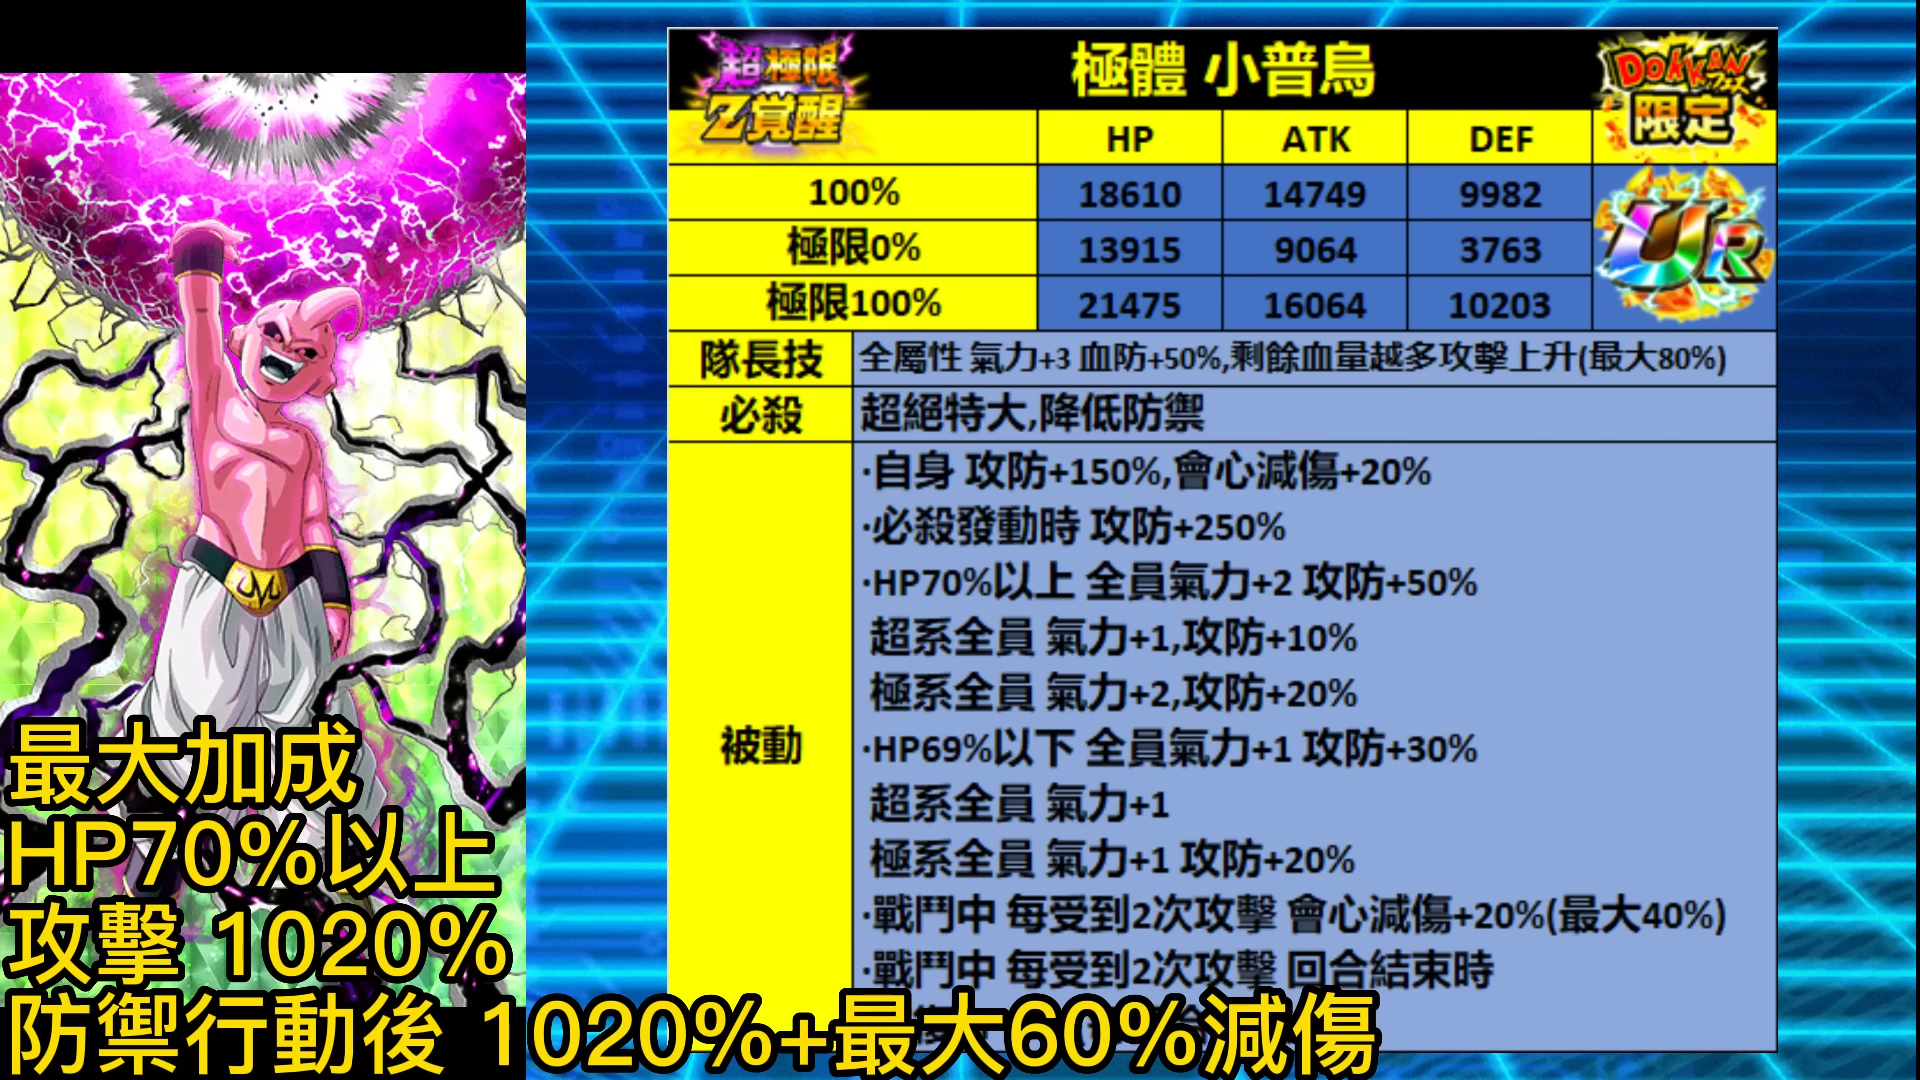 超極限
Z覚醒
極體 小普烏
DOKKAN
フェス
限定
HP ATK DEF
100% 18610 14749 9982
UR
極限0% 13915 9064 3763
極限100% 21475 16064 10203
隊長技 全屬性 氣力+3 血防+50%,剩餘血量越多攻擊上升(最大80%)
必殺 超絕特大,降低防禦
被動
·自身 攻防+150%,會心減傷+20%
·必殺發動時 攻防+250%
·HP70%以上 全員氣力+2 攻防+50%
超系全員 氣力+1,攻防+10%
極系全員 氣力+2,攻防+20%
·HP69%以下 全員氣力+1 攻防+30%
超系全員 氣力+1
極系全員 氣力+1 攻防+20%
·戰鬥中 每受到2次攻擊 會心減傷+20%(最大40%)
·戰鬥中 每受到2次攻擊 回合結束時
最大加成
HP70%以上
攻擊 1020%
防禦行動後 1020%+最大60%減傷